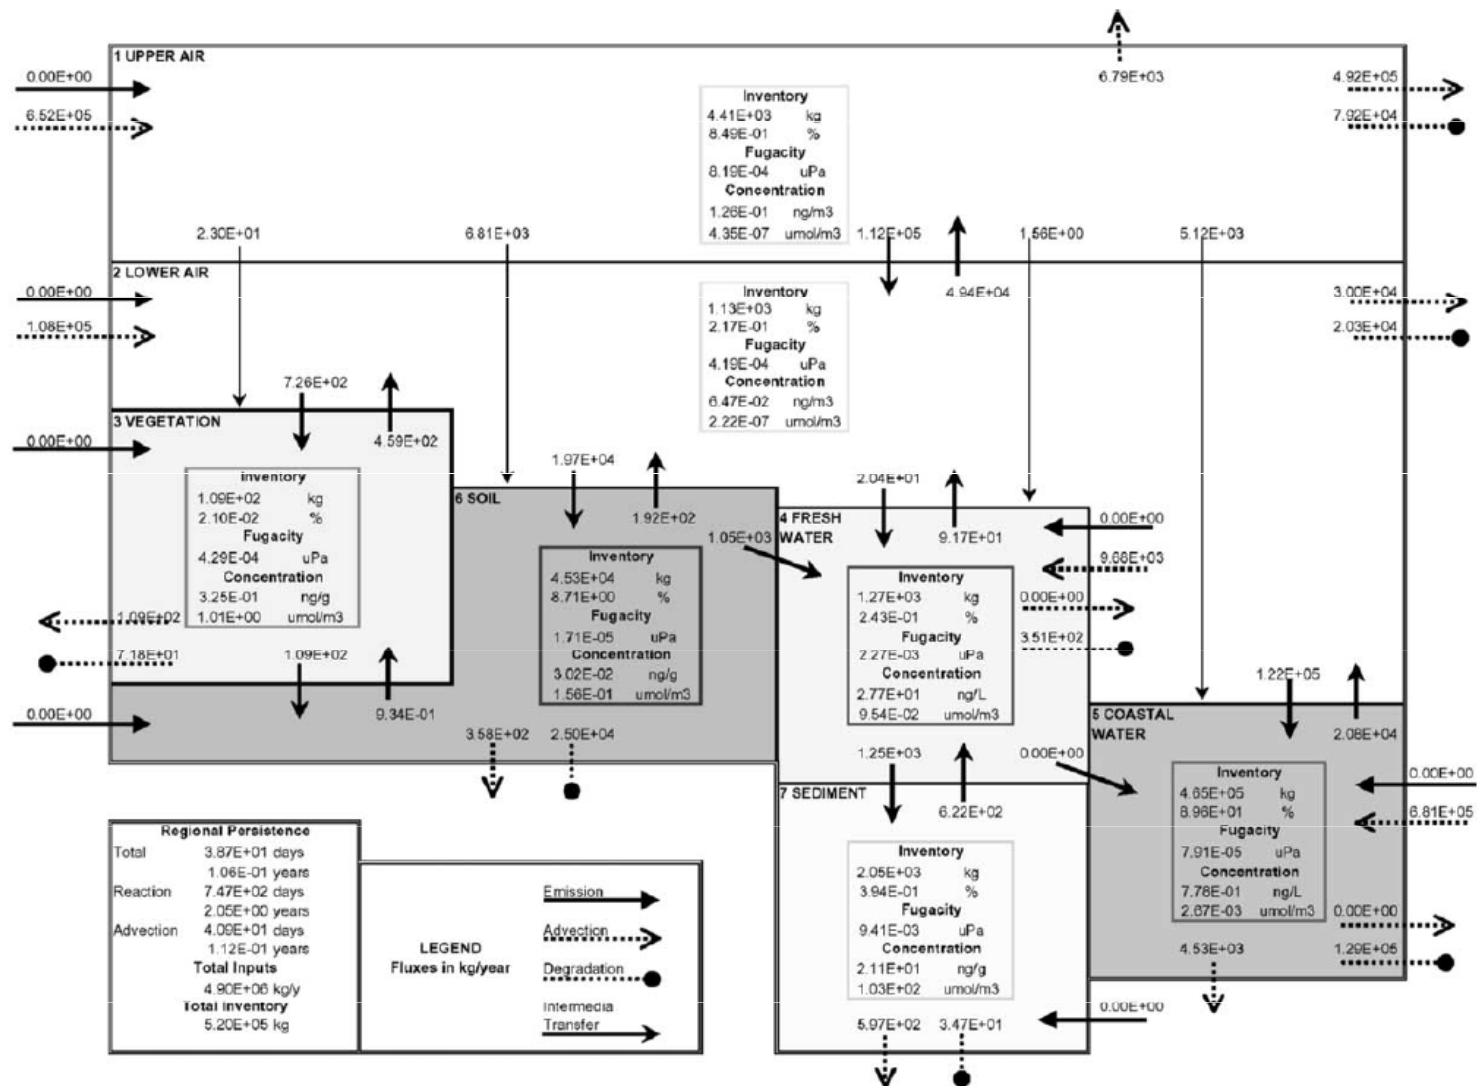 1 UPPER AIR
0.00E+00
6.52E+05
6.79E+03
4.92E+05
7.92E+04
Inventory
4.41E+03 kg
8.49E-01 %
Fugacity
8.19E-04 uPa
Concentration
1.26E-01 ng/m3
4.35E-07 umol/m3
2.30E+01
6.81E+03
1.12E+05
1.56E+00
5.12E+03
2 LOWER AIR
0.00E+00
1.08E+05
4.94E+04
3.00E+04
2.03E+04
Inventory
1.13E+03 kg
2.17E-01 %
Fugacity
4.19E-04 uPa
Concentration
6.47E-02 ng/m3
2.22E-07 umol/m3
7.26E+02
4.59E+02
3 VEGETATION
0.00E+00
Inventory
1.09E+02 kg
2.10E-02 %
Fugacity
4.29E-04 uPa
Concentration
3.25E-01 ng/g
1.01E+00 umol/m3
1.09E+02
7.18E+01
1.09E+02
9.34E-01
0.00E+00
6 SOIL
1.97E+04
1.92E+02
1.05E+03
Inventory
4.53E+04 kg
8.71E+00 %
Fugacity
1.71E-05 uPa
Concentration
3.02E-02 ng/g
1.56E-01 umol/m3
3.58E+02
2.50E+04
4 FRESH
WATER
2.04E+01
9.17E+01
0.00E+00
9.68E+03
Inventory
1.27E+03 kg
2.43E-01 %
Fugacity
2.27E-03 uPa
Concentration
2.77E+01 ng/L
9.54E-02 umol/m3
0.00E+00
3.51E+02
1.25E+03
0.00E+00
7 SEDIMENT
6.22E+02
Inventory
2.05E+03 kg
3.94E-01 %
Fugacity
9.41E-03 uPa
Concentration
2.11E+01 ng/g
1.03E+02 umol/m3
5.97E+02
3.47E+01
0.00E+00
1.22E+05
2.08E+04
5 COASTAL
WATER
0.00E+00
6.81E+05
Inventory
4.65E+05 kg
8.96E+01 %
Fugacity
7.91E-05 uPa
Concentration
7.78E-01 ng/L
2.67E-03 umol/m3
0.00E+00
1.29E+05
4.53E+03
Regional Persistence
Total 3.87E+01 days
1.06E-01 years
Reaction 7.47E+02 days
2.05E+00 years
Advection 4.09E+01 days
1.12E-01 years
Total Inputs
4.90E+06 kg/y
Total Inventory
5.20E+05 kg
LEGEND
Fluxes in kg/year
Emission
Advection
Degradation
Intermedia
Transfer